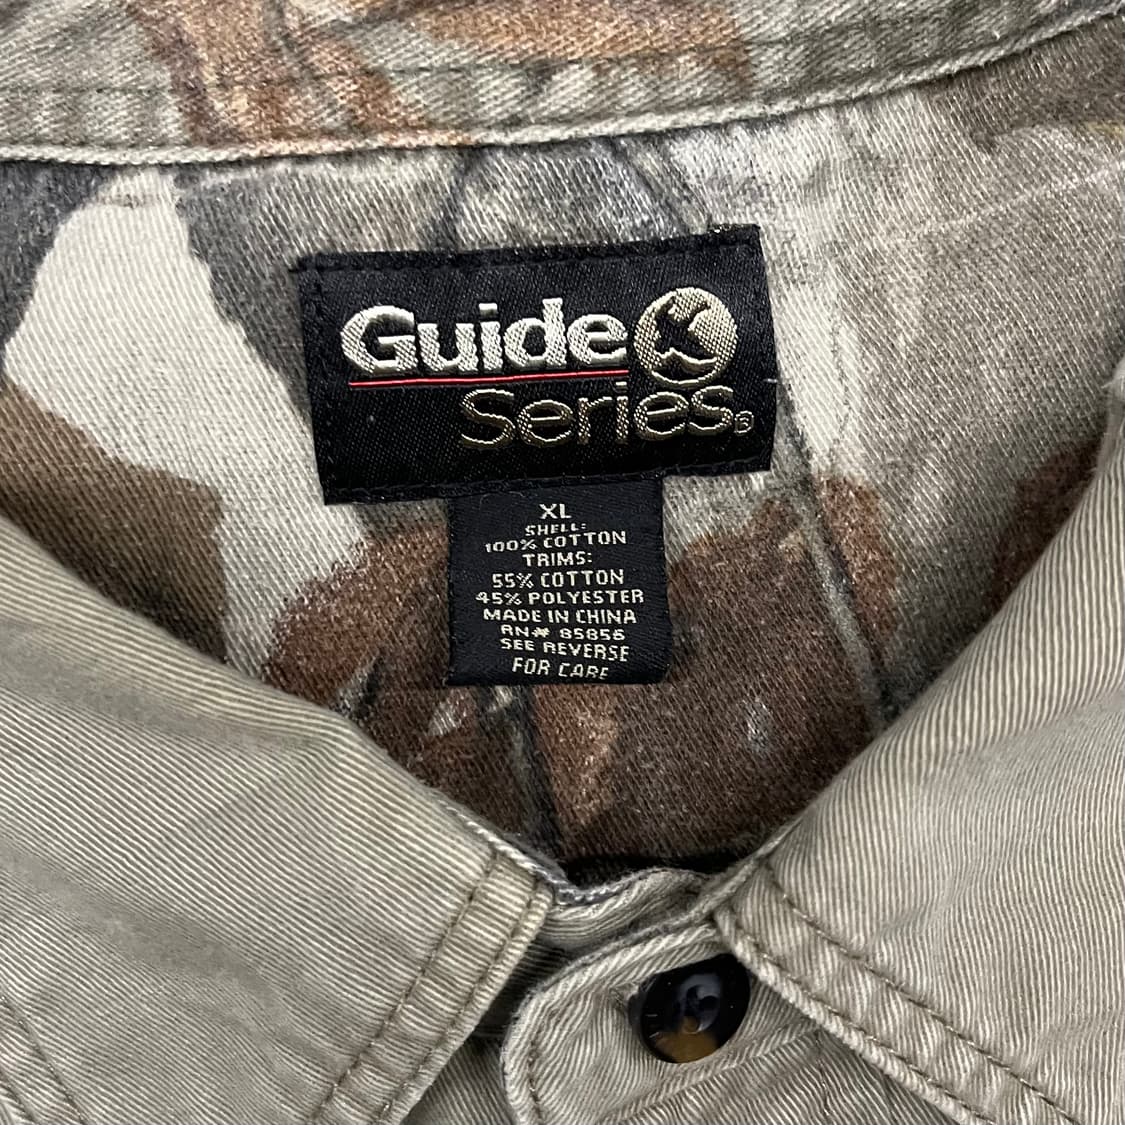 Guide
Series®
XL
SHELL:
100% COTTON
TRIMS:
55% COTTON
45% POLYESTER
MADE IN CHINA
RN# 85856
SEE REVERSE
FOR CARE